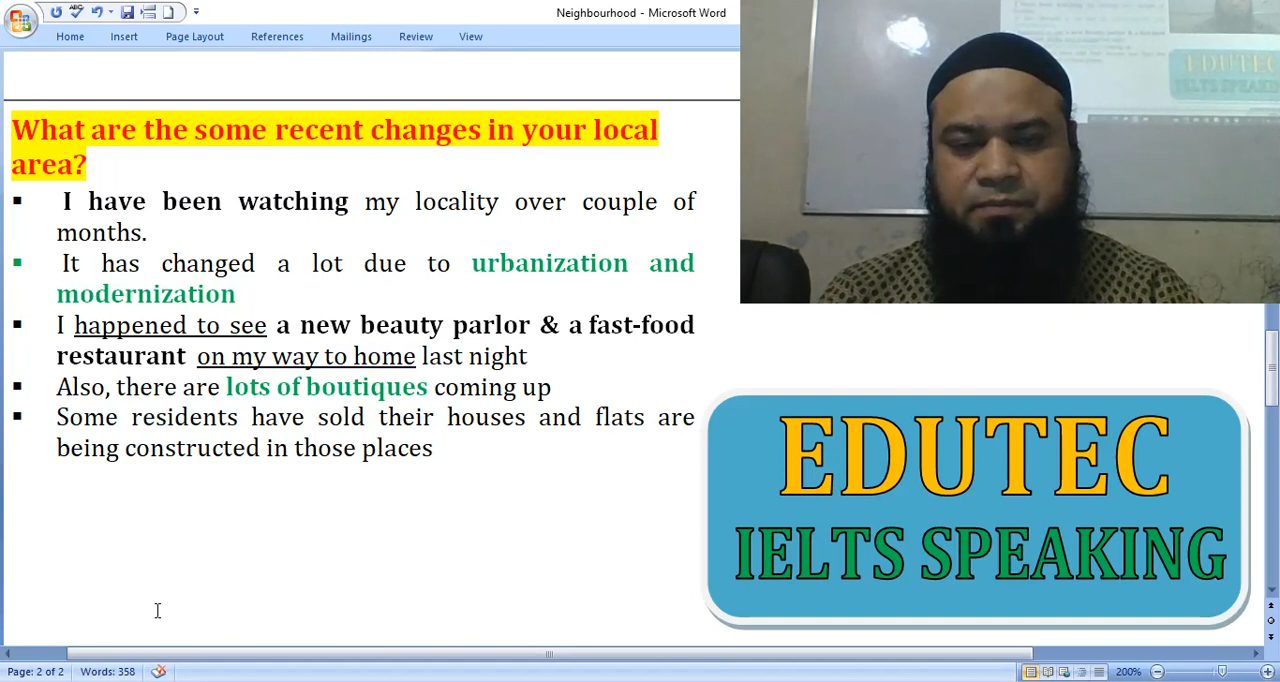 Neighbourhood - Microsoft Word
Home Insert Page Layout References Mailings Review View
What are the some recent changes in your local
area?
I have been watching my locality over couple of
months.
It has changed a lot due to urbanization and
modernization
I happened to see a new beauty parlor & a fast-food
restaurant on my way to home last night
Also, there are lots of boutiques coming up
Some residents have sold their houses and flats are
being constructed in those places
EDUTEC
EDUTEC
IELTS SPEAKING
Page: 2 of 2 Words: 358 200%